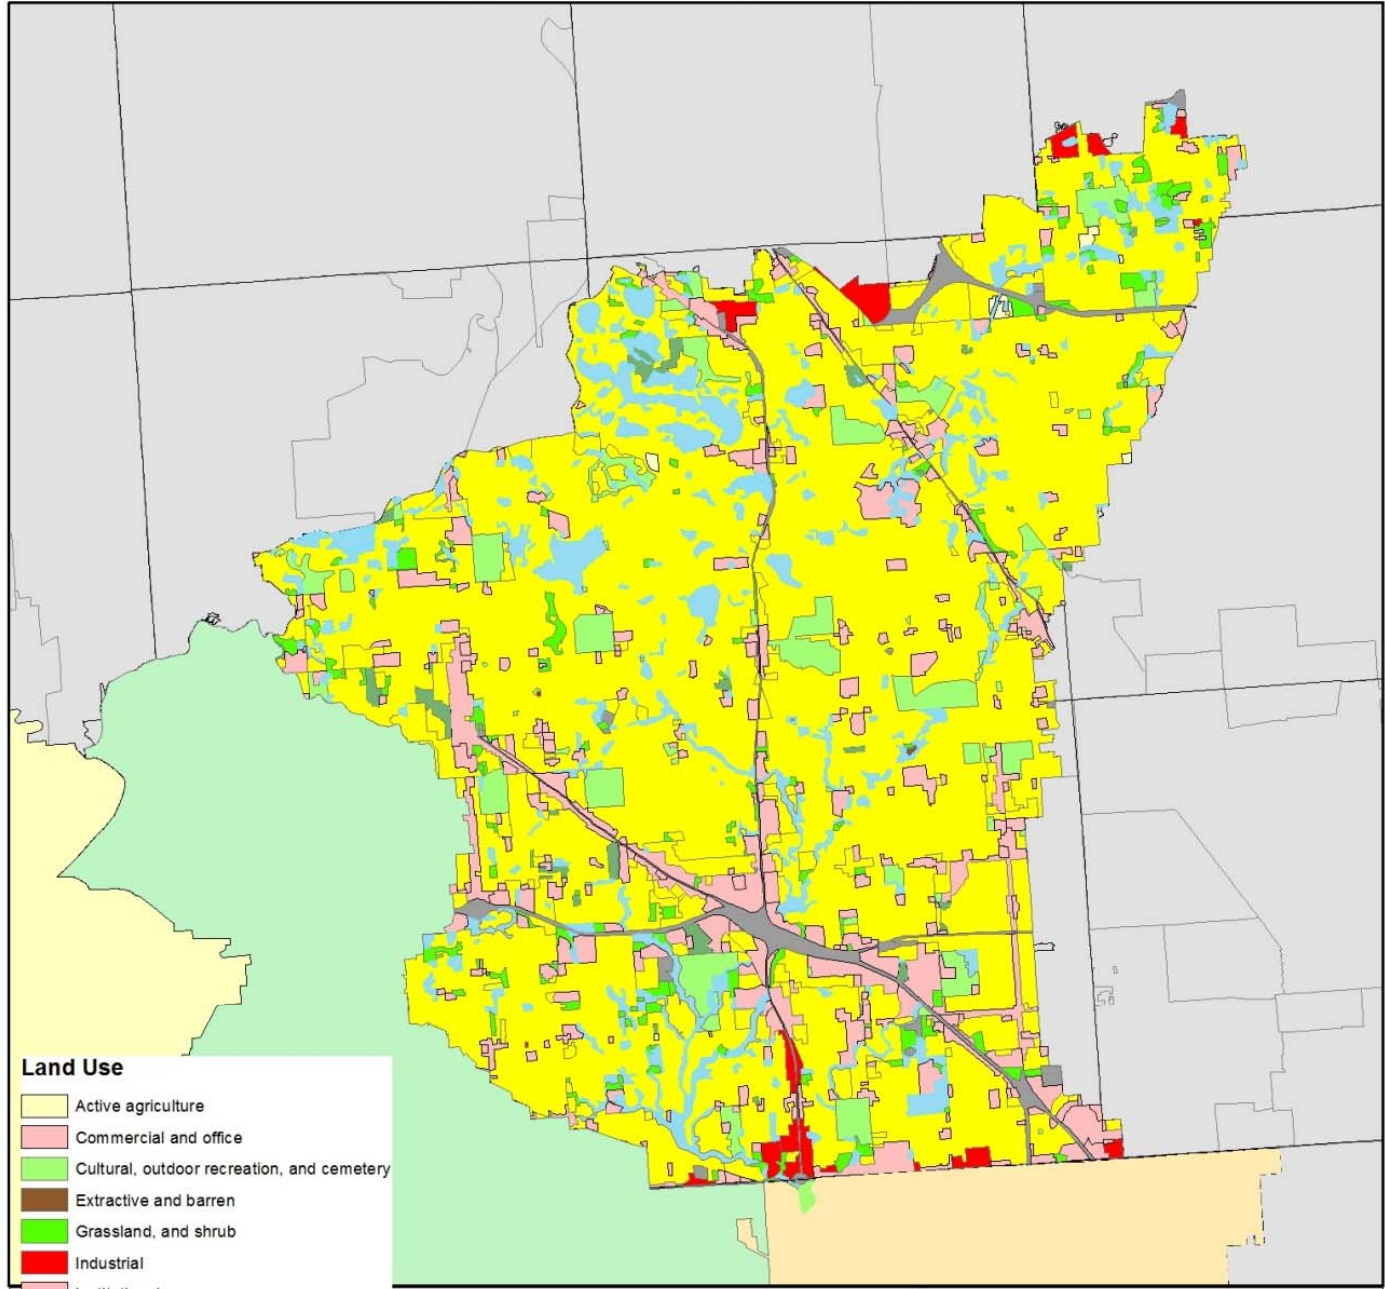 Land Use
Active agriculture
Commercial and office
Cultural, outdoor recreation, and cemetery
Extractive and barren
Grassland, and shrub
Industrial